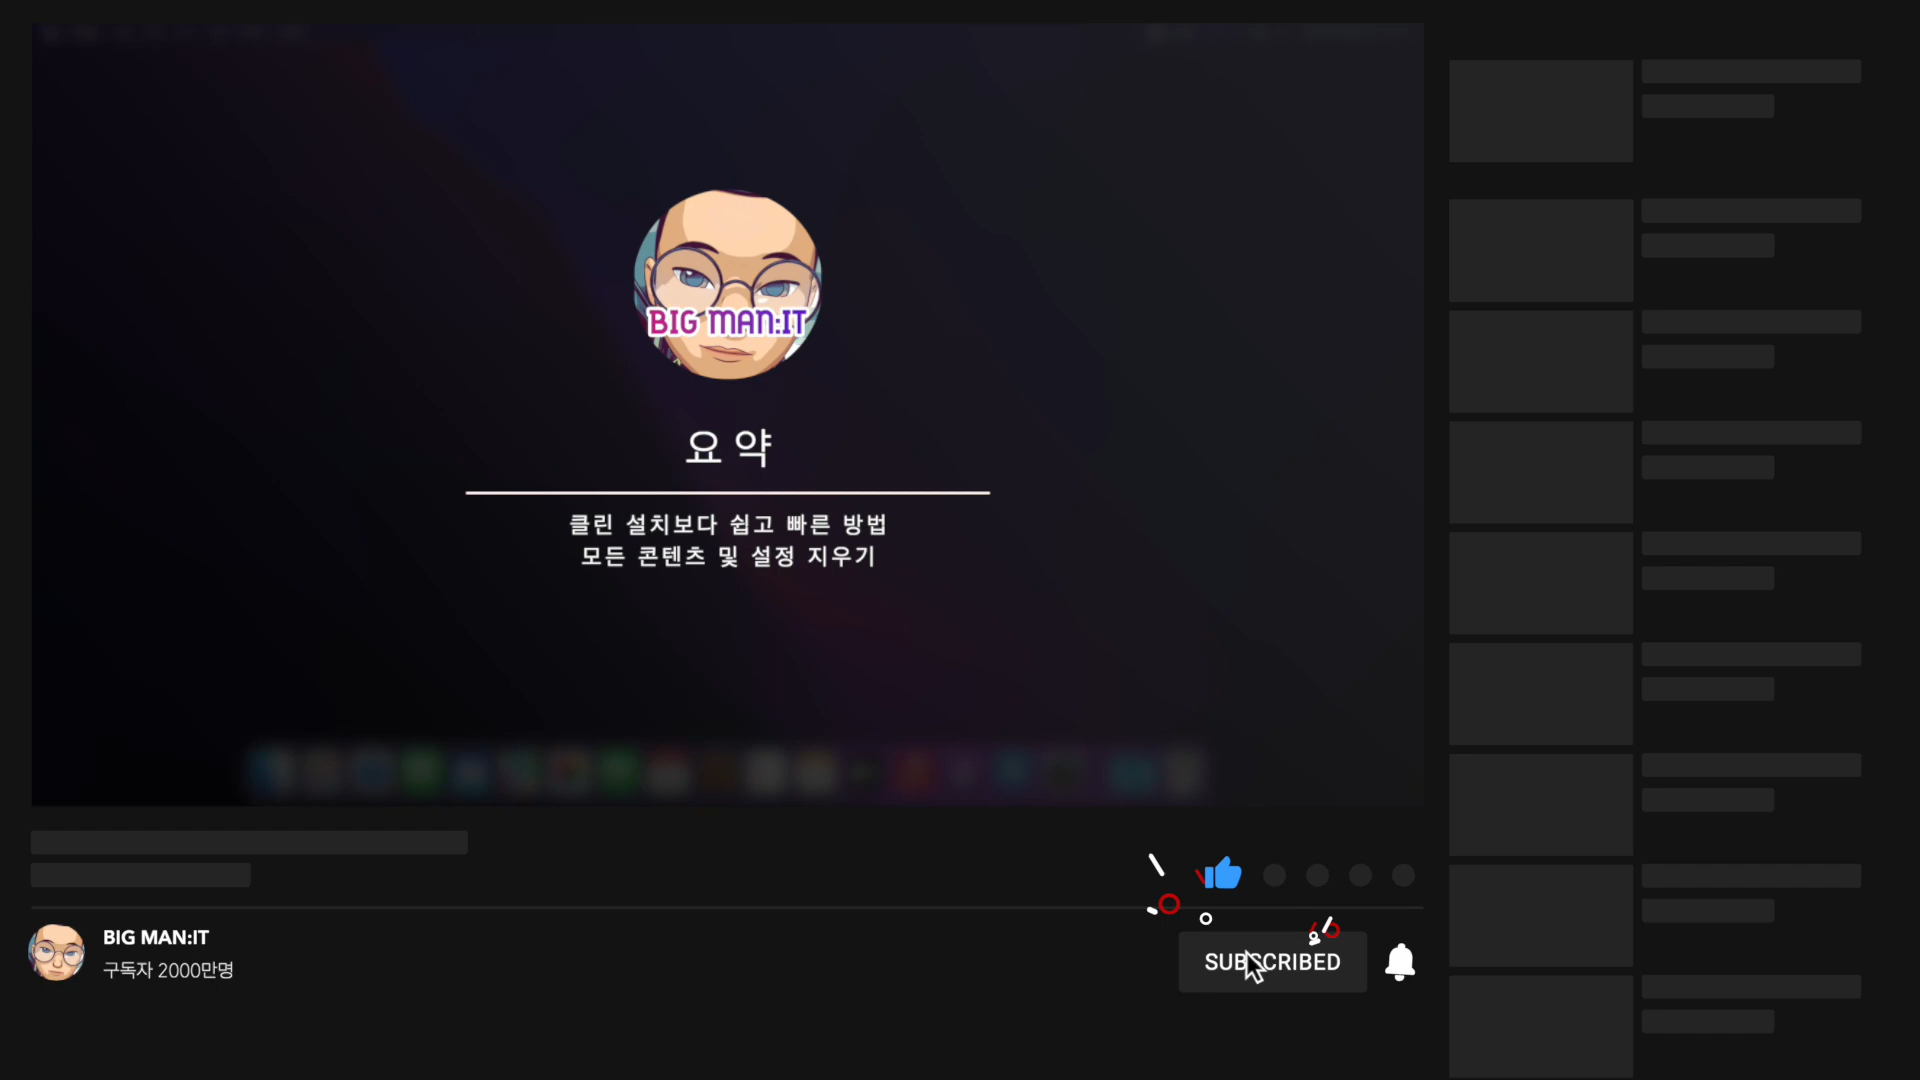 BIG MAN:IT
요약
클린 설치보다 쉽고 빠른 방법
모든 콘텐츠 및 설정 지우기
BIG MAN:IT
구독자 2000만명
SUBSCRIBED